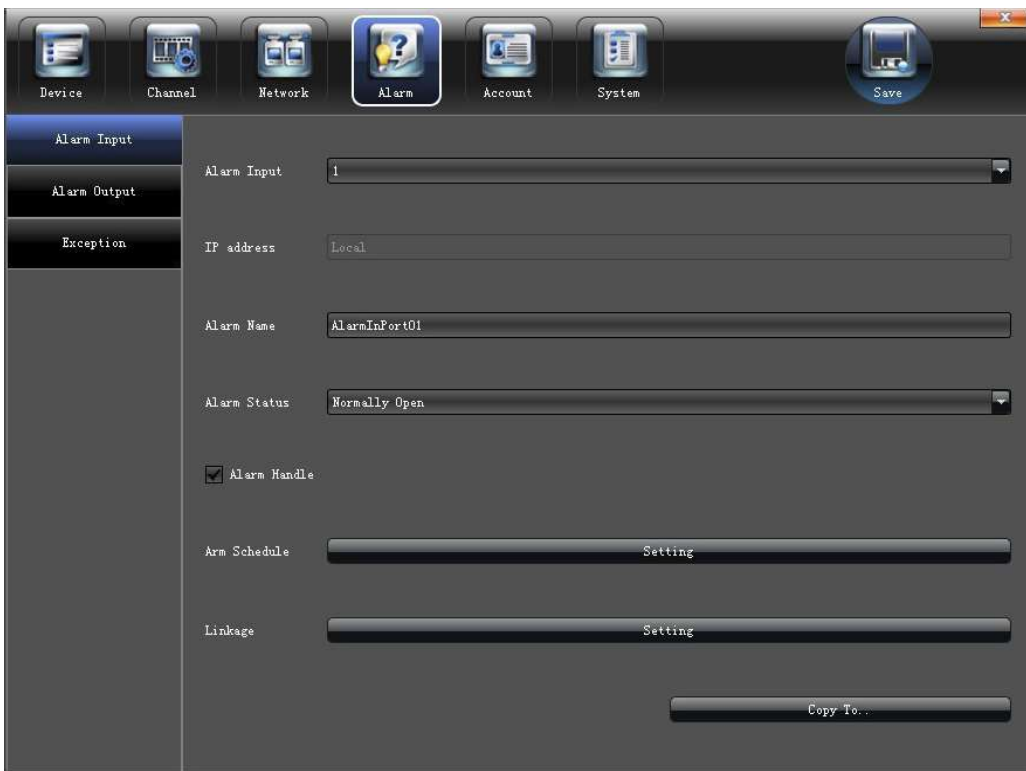 Device
Channel
Network
Alarm
Account
System
Save
Alarm Input
Alarm Output
Exception
Alarm Input 1
IP address Local
Alarm Name AlarmInPort01
Alarm Status Normally Open
Alarm Handle
Arm Schedule Setting
Linkage Setting
Copy To..